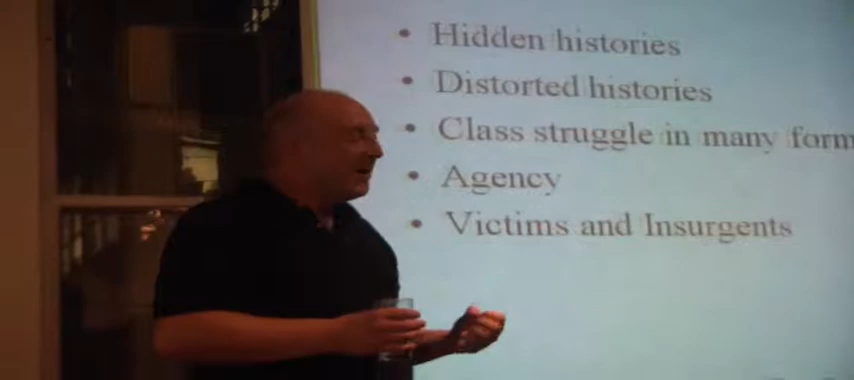 • Hidden histories
• Distorted histories
• Class struggle in many form
• Agency
• Victims and Insurgents